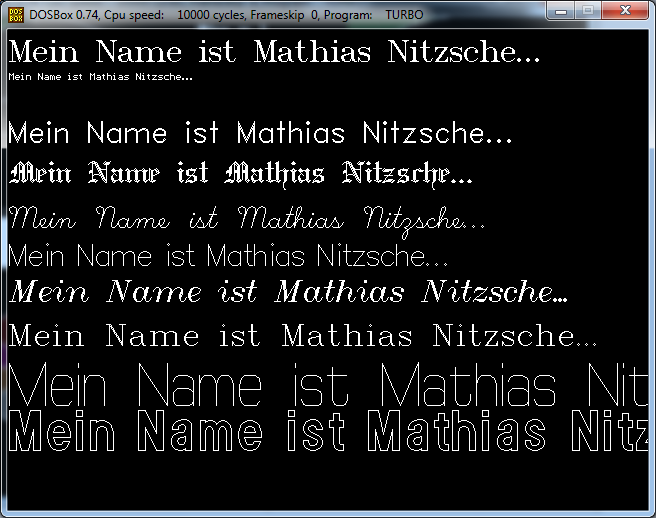 DOS
BOX
DOSBox 0.74, Cpu speed: 10000 cycles, Frameskip 0, Program: TURBO
Mein Name ist Mathias Nitzsche...
Mein Name ist Mathias Nitzsche...
Mein Name ist Mathias Nitzsche...
Mein Name ist Mathias Nitzsche...
Mein Name ist Mathias Nitzsche...
Mein Name ist Mathias Nitzsche...
Mein Name ist Mathias Nitzsche...
Mein Name ist Mathias Nitzsche...
Mein Name ist Mathias Nit
Mein Name ist Mathias Nitz